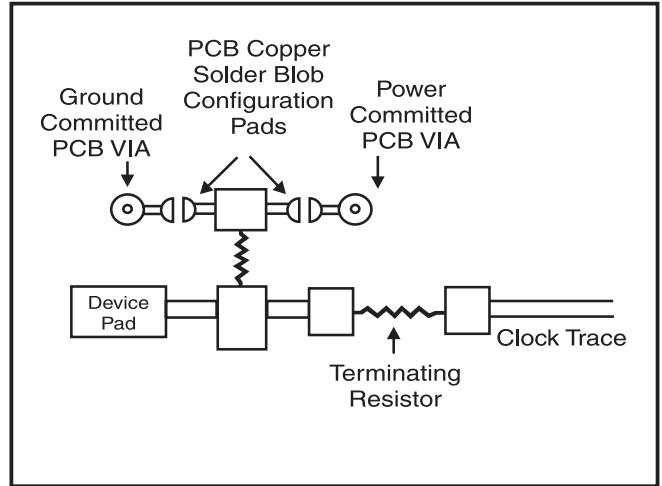 PCB Copper
Solder Blob
Configuration
Pads
Ground
Committed
PCB VIA
Power
Committed
PCB VIA
Device
Pad
Clock Trace
Terminating
Resistor